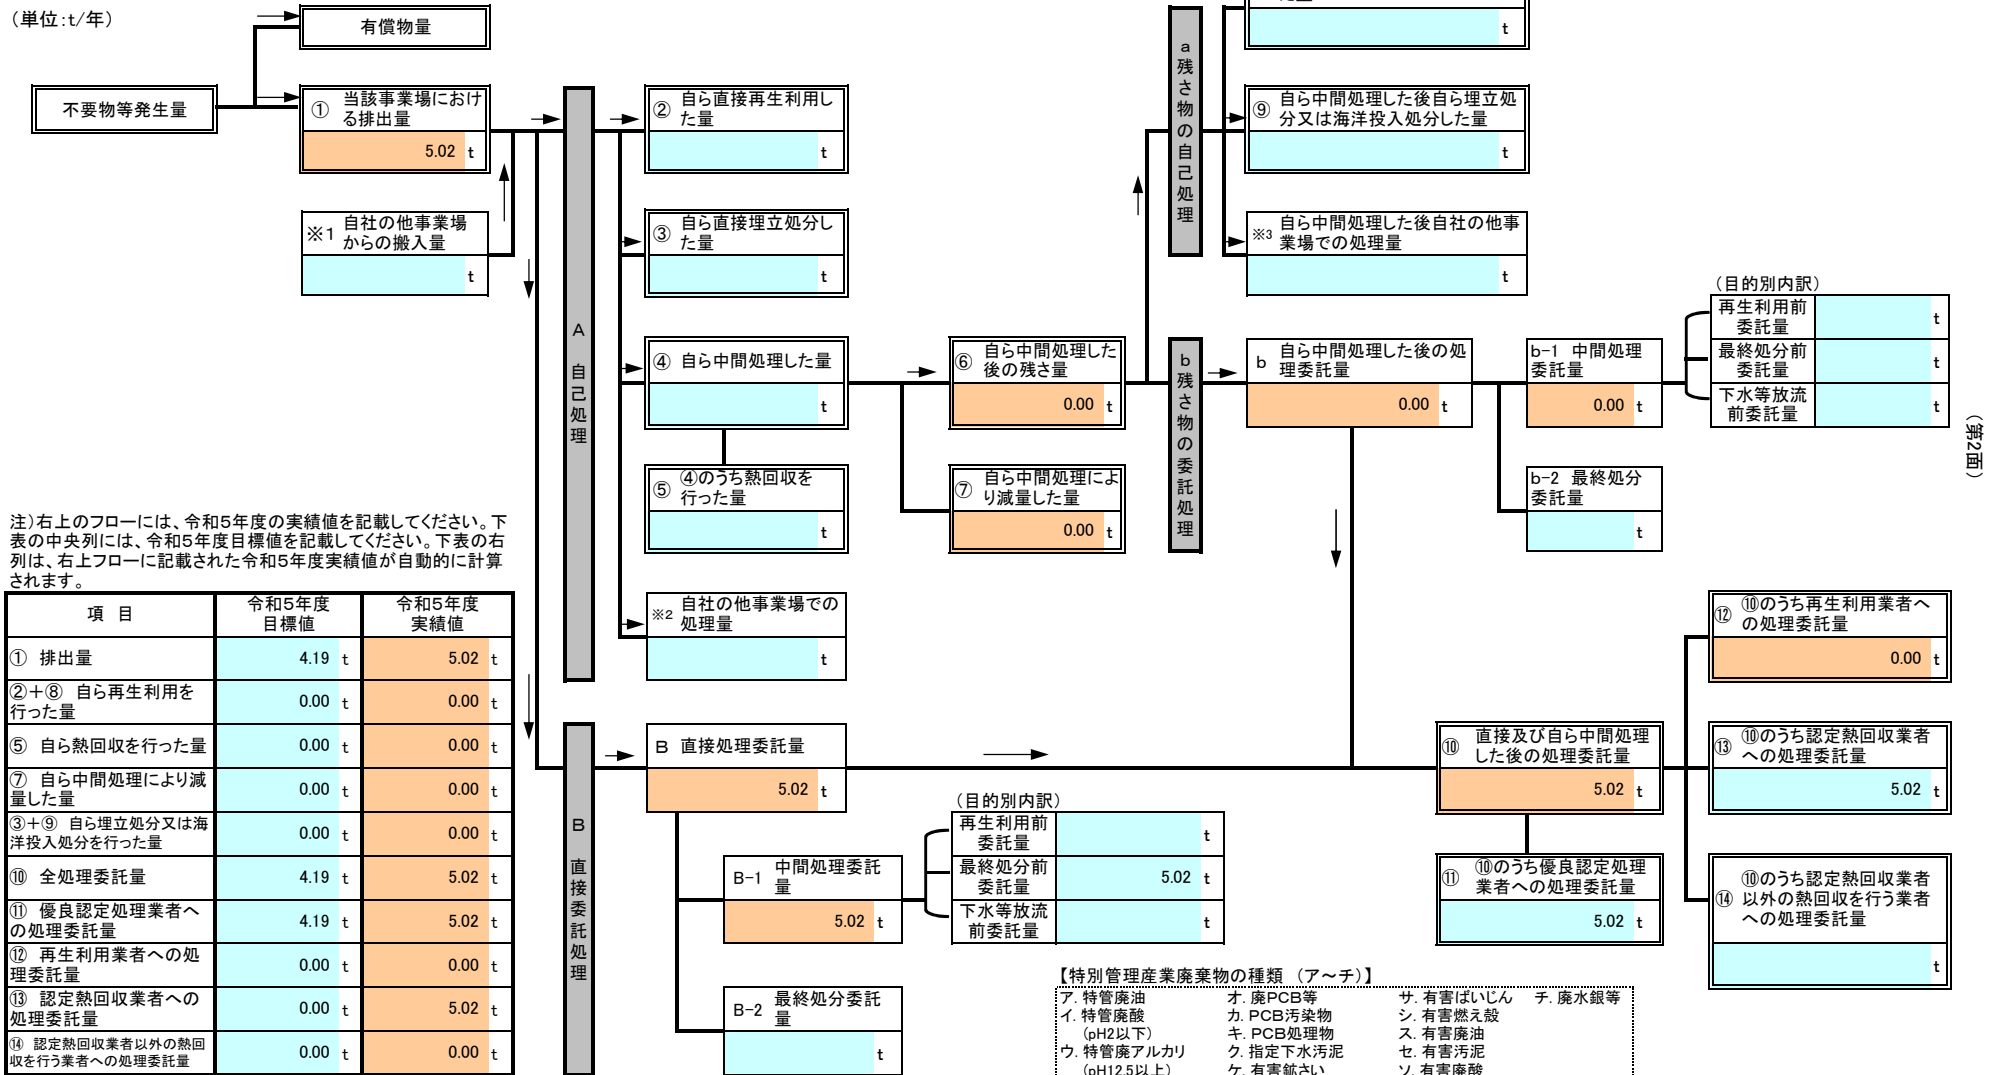 (単位:t/年)
有償物量
不要物等発生量
① 当該事業場におけ
る排出量
5.02 t
※1 自社の他事業場
からの搬入量
t
A 自己処理
② 自ら直接再生利用し
た量
t
③ 自ら直接埋立処分し
た量
t
④ 自ら中間処理した量
t
⑤ ④のうち熱回収を
行った量
t
※2 自社の他事業場での
処理量
t
⑥ 自ら中間処理した
後の残さ量
0.00 t
⑦ 自ら中間処理によ
り減量した量
0.00 t
a 残さ物の自己処理
t
⑨ 自ら中間処理した後自ら埋立処
分又は海洋投入処分した量
t
※3 自ら中間処理した後自社の他事
業場での処理量
t
b 残さ物の委託処理
b 自ら中間処理した後の処
理委託量
0.00 t
b-1 中間処理
委託量
0.00 t
(目的別内訳)
再生利用前
委託量 t
最終処分前
委託量 t
下水等放流
前委託量 t
b-2 最終処分
委託量
t
(第2面)
注)右上のフローには、令和5年度の実績値を記載してください。下
表の中央列には、令和5年度目標値を記載してください。下表の右
列は、右上フローに記載された令和5年度実績値が自動的に計算
されます。
項 目 令和5年度 目標値 令和5年度 実績値
① 排出量 4.19 t 5.02 t
②+⑧ 自ら再生利用を
行った量 0.00 t 0.00 t
⑤ 自ら熱回収を行った量 0.00 t 0.00 t
⑦ 自ら中間処理により減
量した量 0.00 t 0.00 t
③+⑨ 自ら埋立処分又は海
洋投入処分を行った量 0.00 t 0.00 t
⑩ 全処理委託量 4.19 t 5.02 t
⑪ 優良認定処理業者へ
の処理委託量 4.19 t 5.02 t
⑫ 再生利用業者への処
理委託量 0.00 t 0.00 t
⑬ 認定熱回収業者への
処理委託量 0.00 t 5.02 t
⑭ 認定熱回収業者以外の熱回
収を行う業者への処理委託量 0.00 t 0.00 t
B 直接委託処理
B 直接処理委託量
5.02 t
B-1 中間処理委託
量
5.02 t
(目的別内訳)
再生利用前
委託量 t
最終処分前
委託量 5.02 t
下水等放流
前委託量 t
B-2 最終処分委託
量
t
⑩ 直接及び自ら中間処理
した後の処理委託量
5.02 t
⑪ ⑩のうち優良認定処理
業者への処理委託量
5.02 t
⑫ ⑩のうち再生利用業者へ
の処理委託量
0.00 t
⑬ ⑩のうち認定熱回収業者
への処理委託量
5.02 t
⑭ ⑩のうち認定熱回収業者
以外の熱回収を行う業者
への処理委託量
t
【特別管理産業廃棄物の種類 (ア~チ)】
ア. 特管廃油 オ. 廃PCB等 サ. 有害ばいじん チ. 廃水銀等
イ. 特管廃酸 カ. PCB汚染物 シ. 有害燃え殻
(pH2以下) キ. PCB処理物 ス. 有害廃油
ウ. 特管廃アルカリ ク. 指定下水汚泥 セ. 有害汚泥
(pH12.5以上) ケ. 有害鉱さい ソ. 有害廃酸